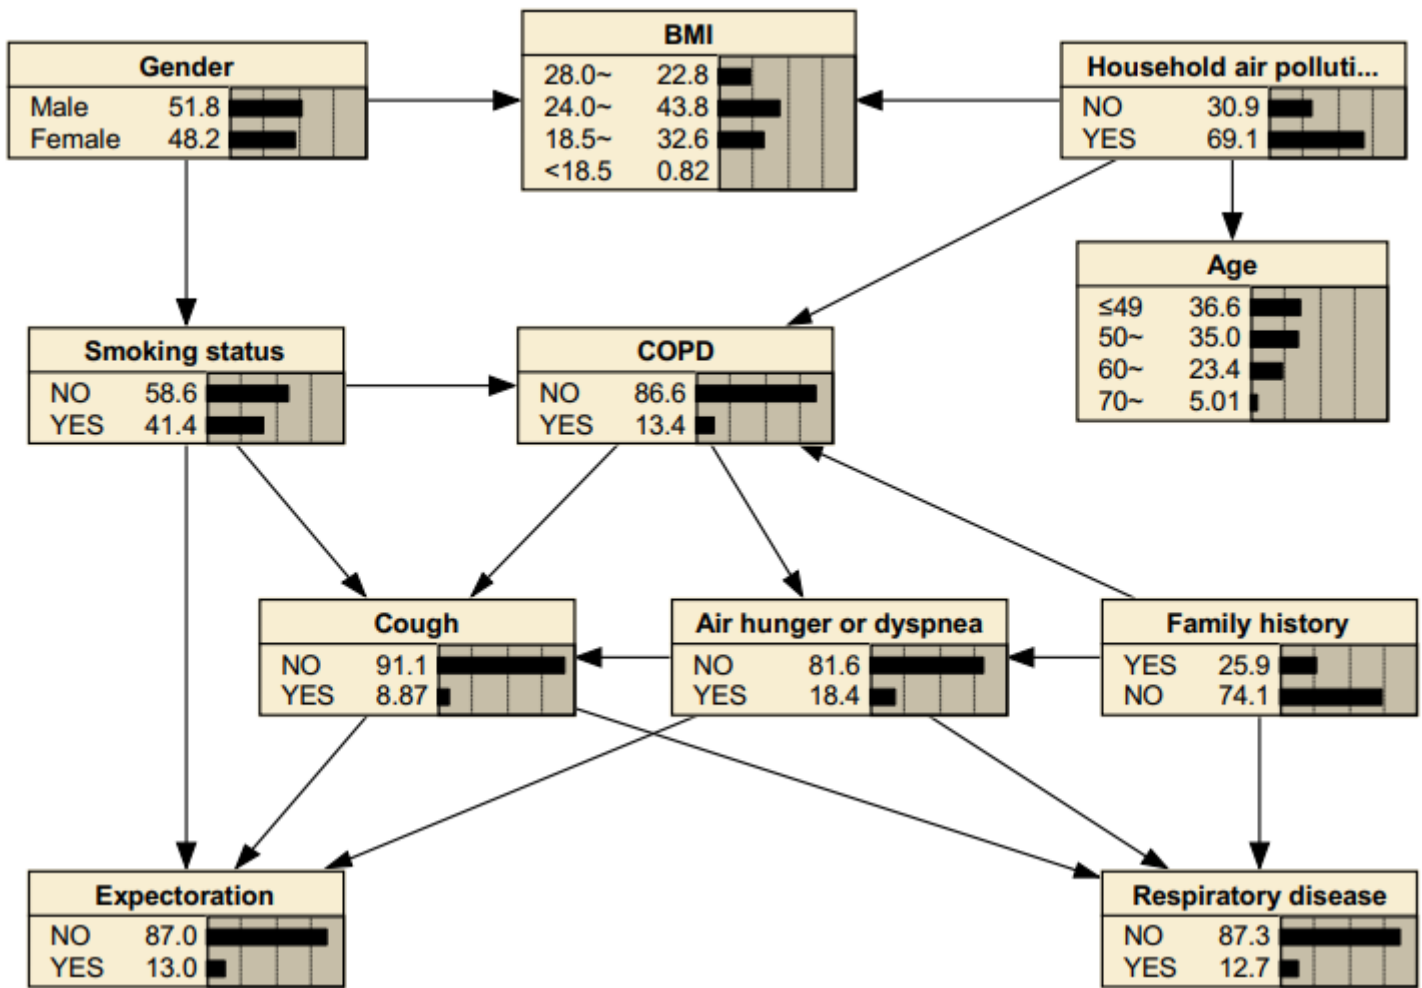 Gender
Male 51.8
Female 48.2
BMI
28.0~ 22.8
24.0~ 43.8
18.5~ 32.6
<18.5 0.82
Household air polluti...
NO 30.9
YES 69.1
Age
≤49 36.6
50~ 35.0
60~ 23.4
70~ 5.01
Smoking status
NO 58.6
YES 41.4
COPD
NO 86.6
YES 13.4
Cough
NO 91.1
YES 8.87
Air hunger or dyspnea
NO 81.6
YES 18.4
Family history
YES 25.9
NO 74.1
Expectoration
NO 87.0
YES 13.0
Respiratory disease
NO 87.3
YES 12.7